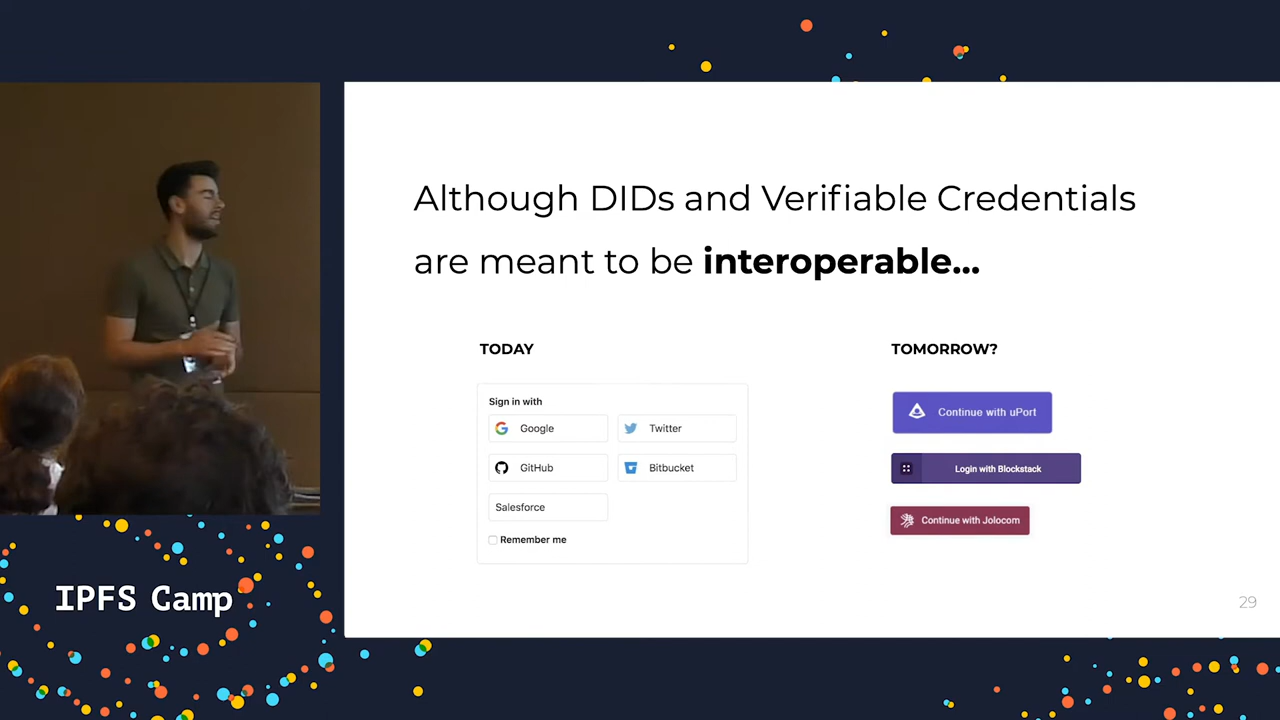 Although DIDs and Verifiable Credentials
are meant to be interoperable...
TODAY
Sign in with
Google
Twitter
GitHub
Bitbucket
Salesforce
Remember me
TOMORROW?
Continue with uPort
Login with Blockstack
Continue with Jolocom
29
IPFS Camp